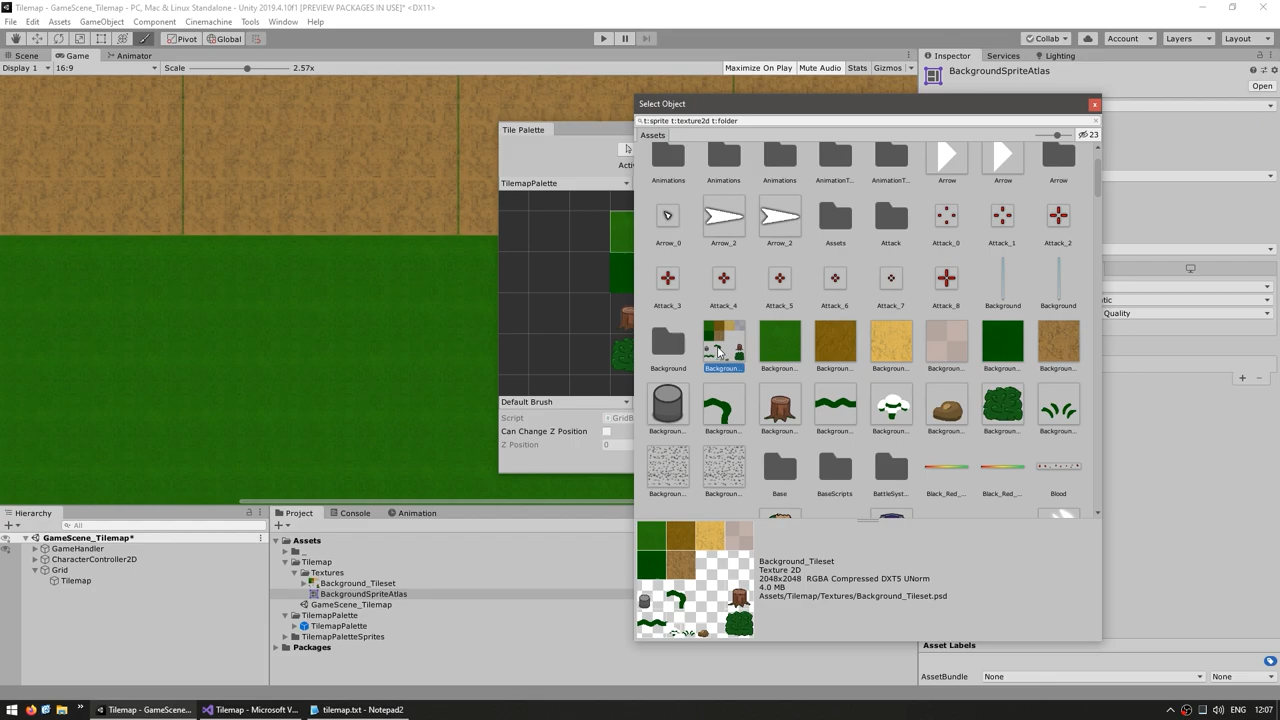 Tilemap - GameScene_Tilemap - PC, Mac & Linux Standalone - Unity 2019.4.10f1 [PREVIEW PACKAGES IN USE]* <DX11>
File Edit Assets GameObject Component Cinemachine Tools Window Help
Pivot Global Collab Account Layers Layout
Scene Game Animator Inspector Services Lighting
Display 1 16:9 Scale 2.57x Maximize On Play Mute Audio Stats Gizmos
BackgroundSpriteAtlas
Open
Select Object
t:sprite t:texture2d t:folder
Assets 23
Tile Palette
TilemapPalette
Animations Animations Animations AnimationT... AnimationT... Arrow Arrow Arrow
Arrow_0 Arrow_2 Arrow_2 Assets Attack Attack_0 Attack_1 Attack_2
Attack_3 Attack_4 Attack_5 Attack_6 Attack_7 Attack_8 Background Background
Background Backgroun... Backgroun... Backgroun... Backgroun... Backgroun... Backgroun... Backgroun...
Backgroun... Backgroun... Backgroun... Backgroun... Backgroun... Backgroun... Backgroun... Backgroun...
Backgroun... Backgroun... Base BaseScripts BattleSyst... Black_Red_... Black_Red_... Blood
Quality
Default Brush
Script GridB
Can Change Z Position
Z Position 0
Background_Tileset
Texture 2D
2048x2048 RGBA Compressed DXT5 UNorm
4.0 MB
Assets/Tilemap/Textures/Background_Tileset.psd
Hierarchy
All
GameScene_Tilemap*
GameHandler
CharacterController2D
Grid
Tilemap
Project Console Animation
Assets
_
Tilemap
Textures
Background_Tileset
BackgroundSpriteAtlas
GameScene_Tilemap
TilemapPalette
TilemapPalette
TilemapPaletteSprites
Packages
Asset Labels
AssetBundle None None
Tilemap - GameScene... Tilemap - Microsoft V... tilemap.txt - Notepad2 ENG 12:07